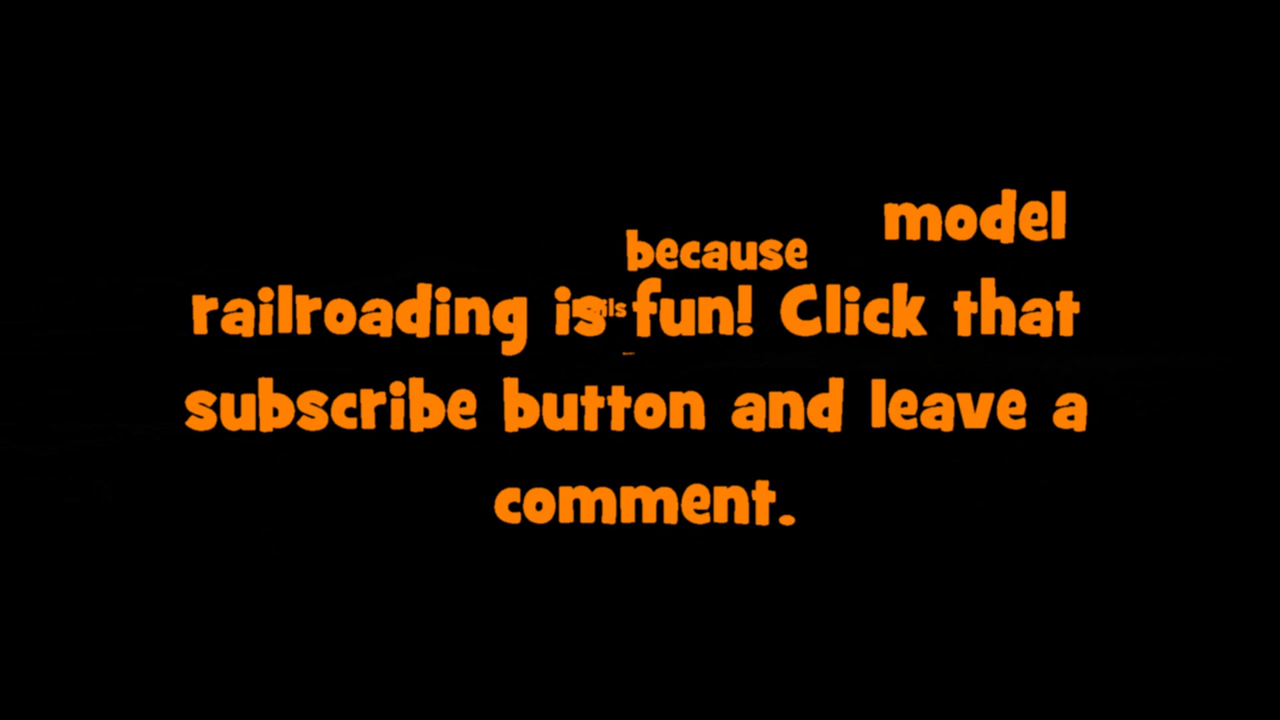 model
because
railroading is fun! Click that
subscribe button and leave a
comment.